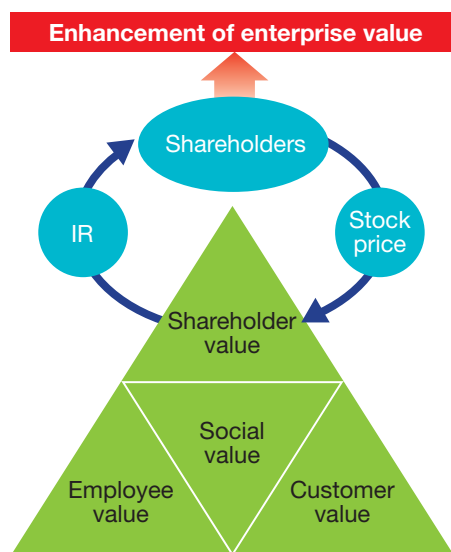 Enhancement of enterprise value
Shareholders
IR
Stock
price
Shareholder
value
Social
value
Employee
value
Customer
value